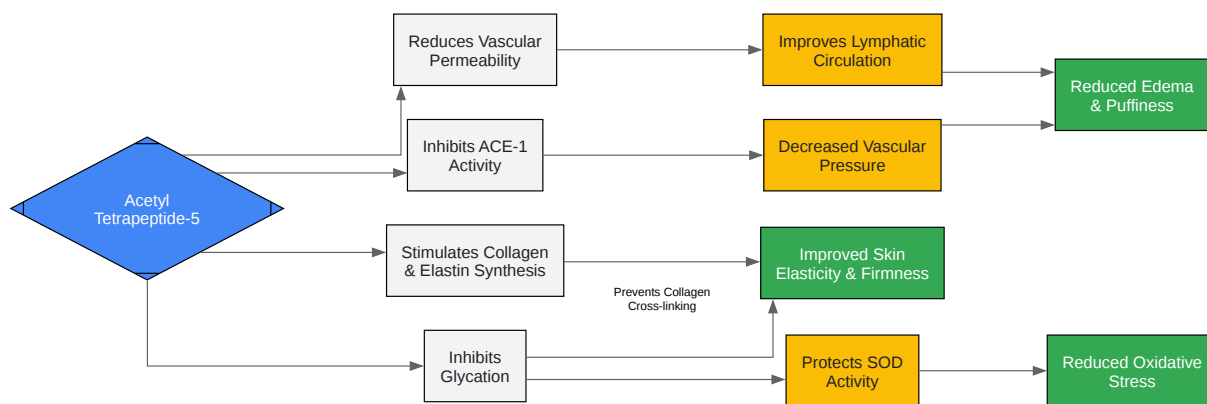 Reduces Vascular
Permeability
Improves Lymphatic
Circulation
Reduced Edema
& Puffiness
Inhibits ACE-1
Activity
Decreased Vascular
Pressure
Acetyl
Tetrapeptide-5
Stimulates Collagen
& Elastin Synthesis
Improved Skin
Elasticity & Firmness
Prevents Collagen
Cross-linking
Inhibits
Glycation
Protects SOD
Activity
Reduced Oxidative
Stress